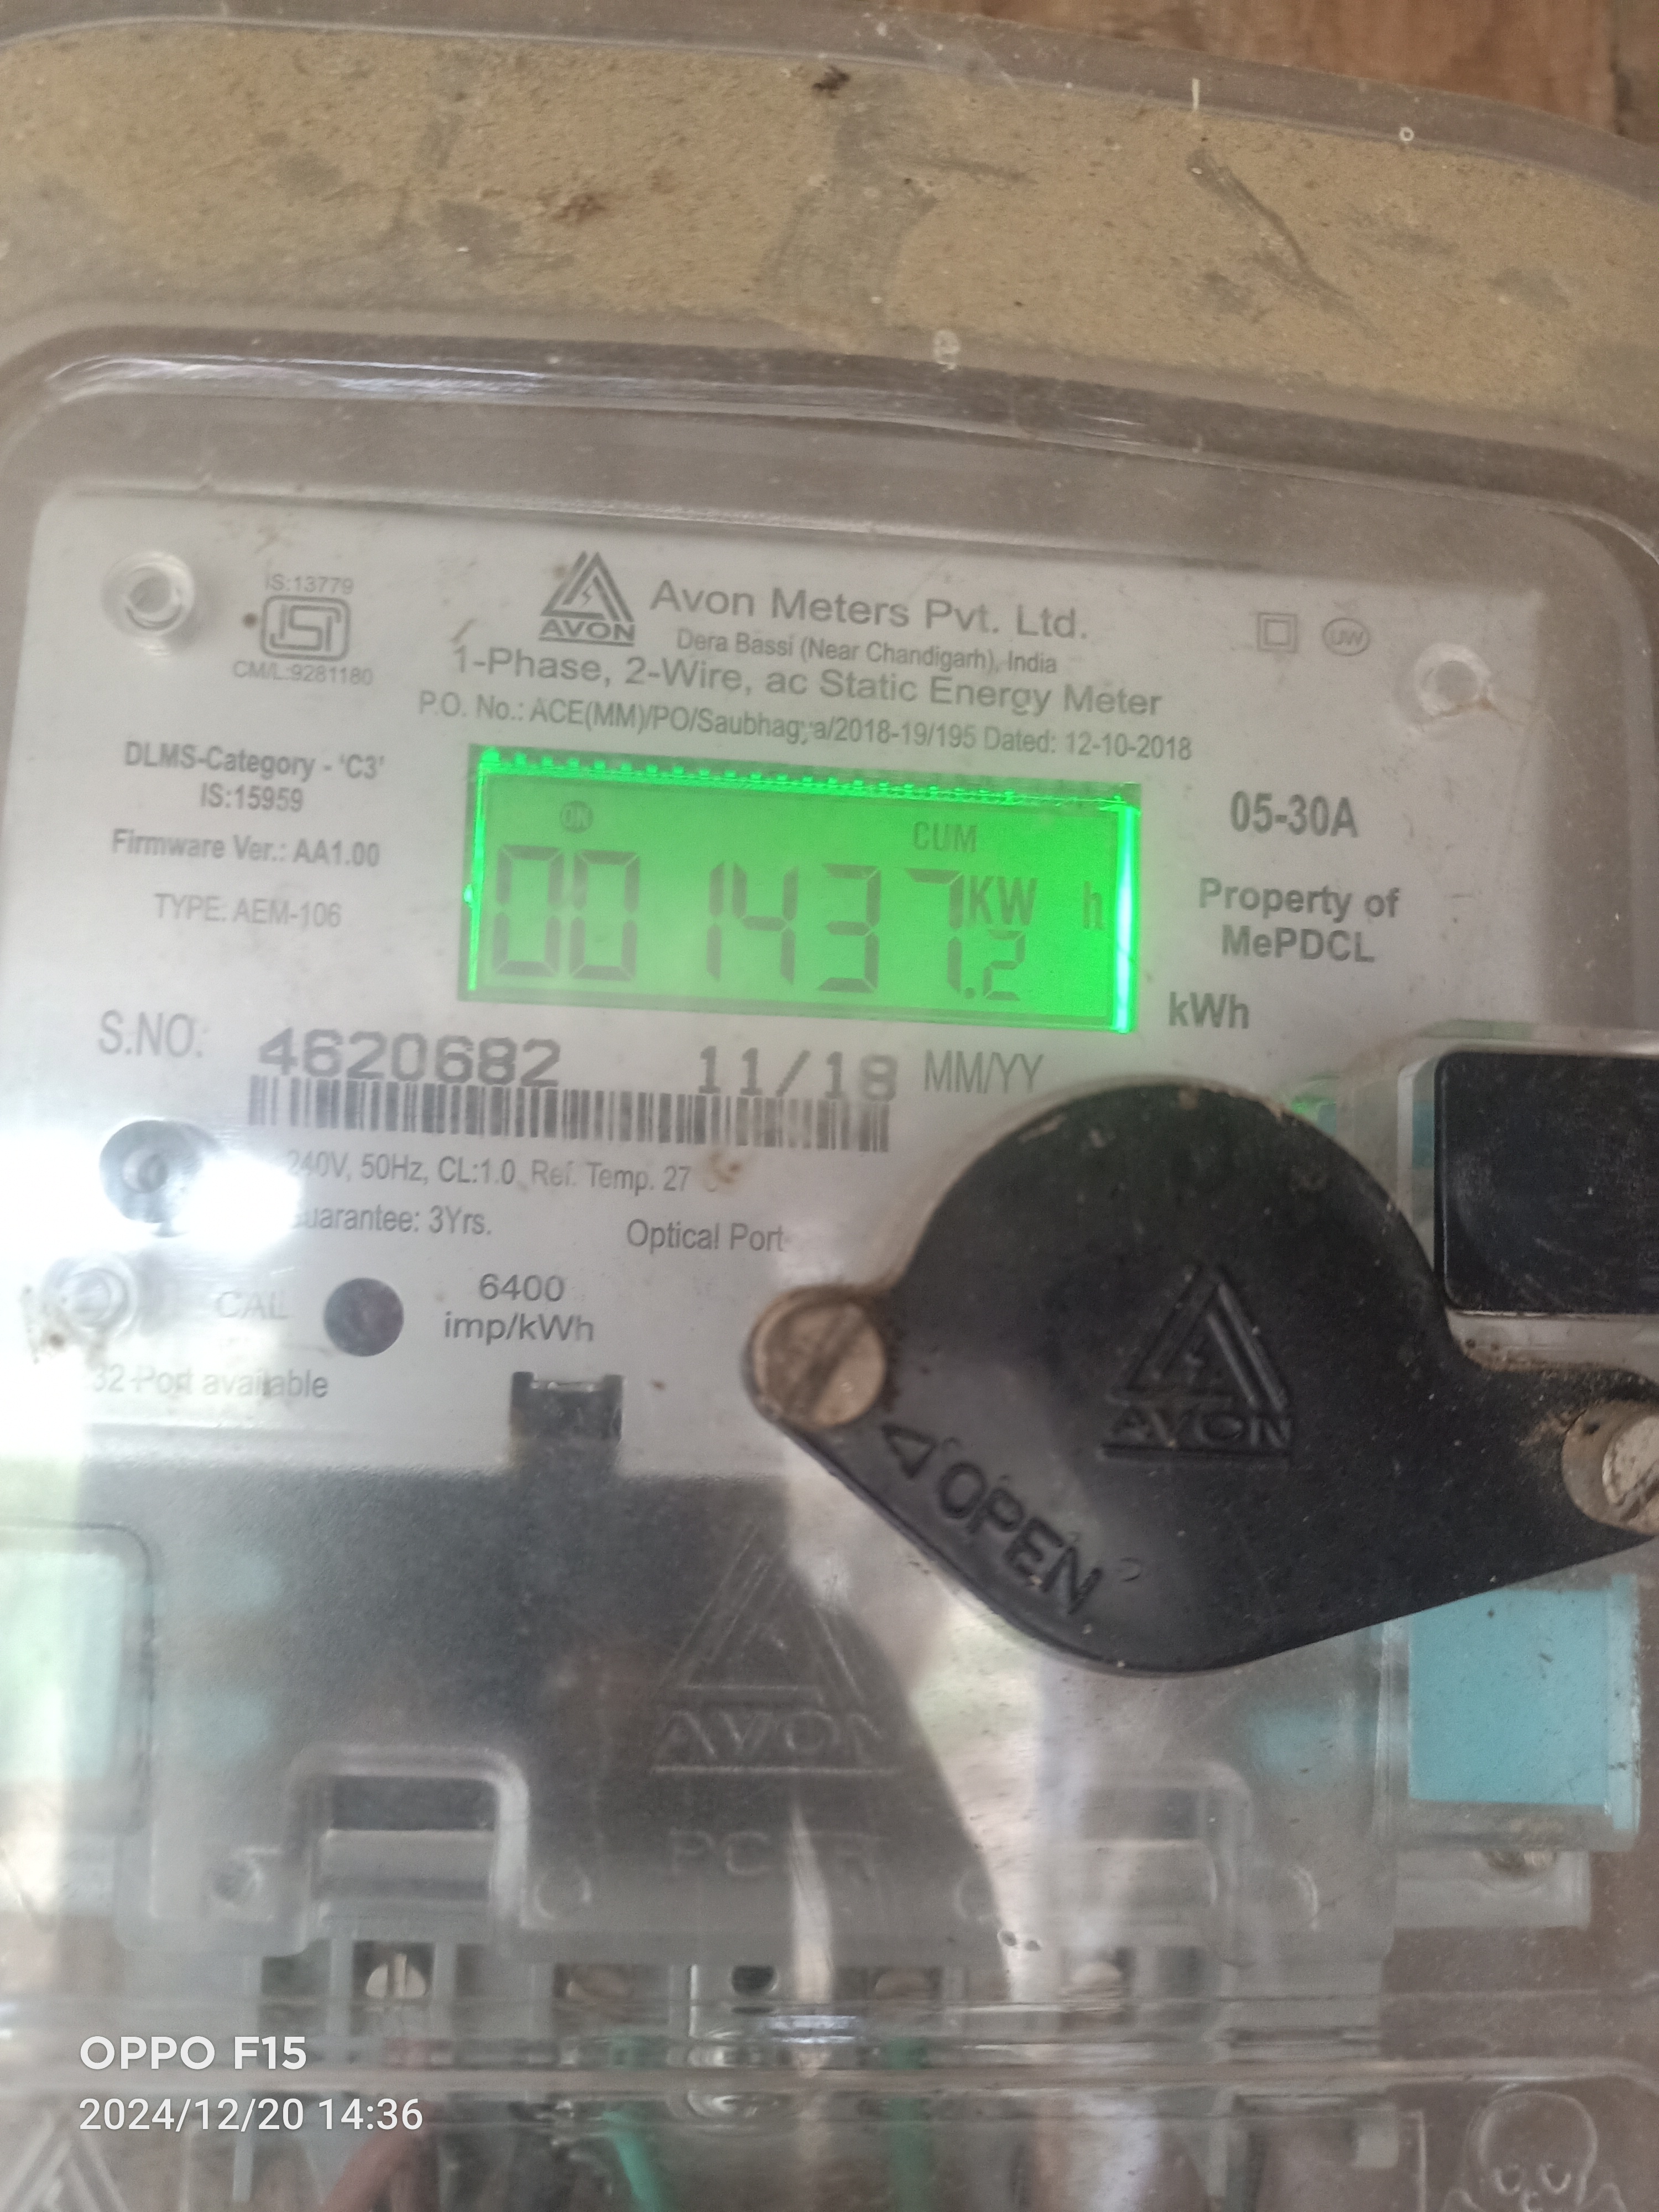 IS:13779
ISI
CM/L:9281180
AVON
Avon Meters Pvt. Ltd.
Dera Bassi (Near Chandigarh), India
UW
1-Phase, 2-Wire, ac Static Energy Meter
P.O. No.: ACE(MM)/PO/Saubhagya/2018-19/195 Dated: 12-10-2018
DLMS-Category - 'C3'
IS:15959
Firmware Ver.: AA1.00
TYPE: AEM-106
ON
CUM
001437.2 KW h
05-30A
Property of
MePDCL
kWh
S.NO: 4620682 11/18 MM/YY
240V, 50Hz, CL:1.0 Ref. Temp. 27
Guarantee: 3Yrs.
Optical Port
CAL
6400
imp/kWh
32 Port available
AVON
OPEN
AVON
OPPO F15
2024/12/20 14:36